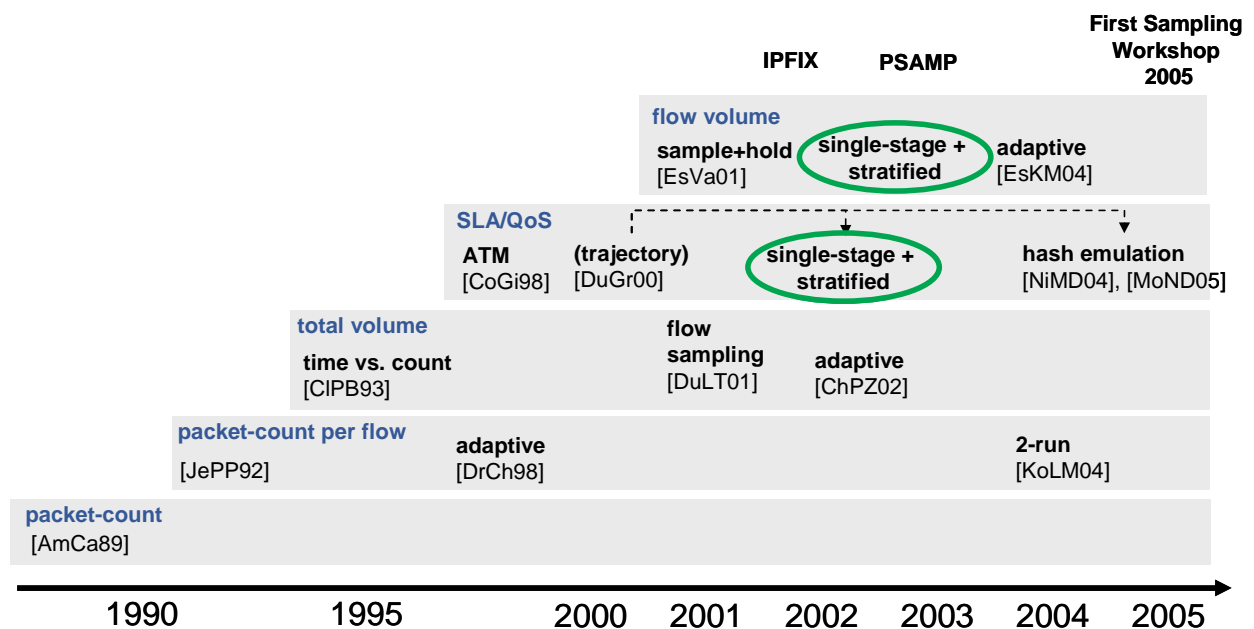 First Sampling
Workshop
2005
IPFIX
PSAMP
flow volume
sample+hold
[EsVa01]
single-stage +
stratified
adaptive
[EsKM04]
SLA/QoS
ATM
[CoGi98]
(trajectory)
[DuGr00]
single-stage +
stratified
hash emulation
[NiMD04], [MoND05]
total volume
time vs. count
[ClPB93]
flow
sampling
[DuLT01]
adaptive
[ChPZ02]
packet-count per flow
[JePP92]
adaptive
[DrCh98]
2-run
[KoLM04]
packet-count
[AmCa89]
1990
1995
2000
2001
2002
2003
2004
2005